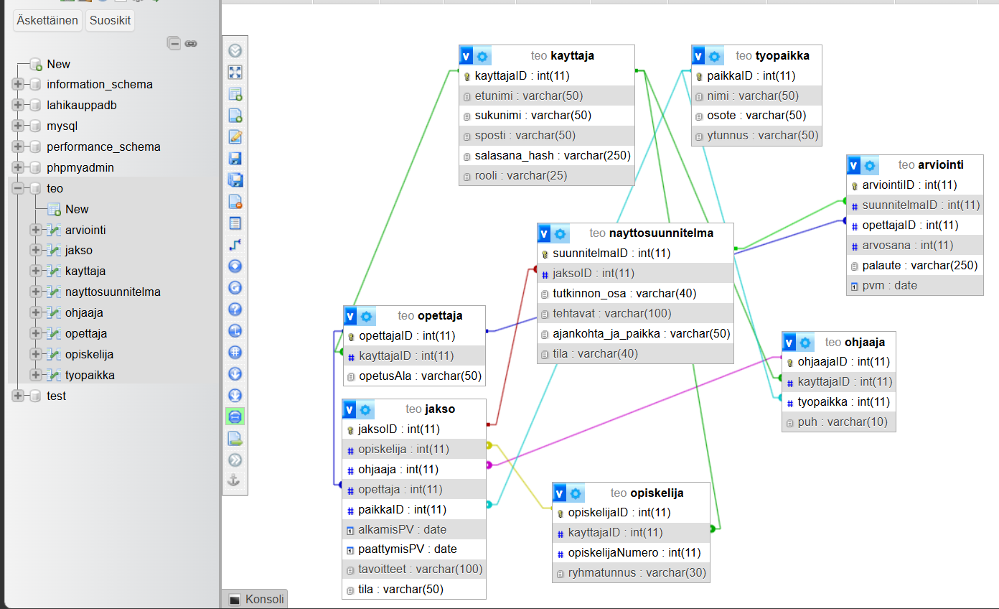 Äskettäinen Suosikit
New
information_schema
lahikauppadb
mysql
performance_schema
phpmyadmin
teo
New
arviointi
jakso
kayttaja
nayttosuunnitelma
ohjaaja
opettaja
opiskelija
tyopaikka
test
v teo kayttaja
kayttajaID : int(11)
etunimi : varchar(50)
sukunimi : varchar(50)
sposti : varchar(50)
salasana_hash : varchar(250)
rooli : varchar(25)
v teo tyopaikka
paikkaID : int(11)
nimi : varchar(50)
osote : varchar(50)
ytunnus : varchar(50)
v teo arviointi
arviointiID : int(11)
# suunnitelmaID : int(11)
# opettajaID : int(11)
# arvosana : int(11)
palaute : varchar(250)
pvm : date
v teo nayttosuunnitelma
suunnitelmaID : int(11)
# jaksoID : int(11)
tutkinnon_osa : varchar(40)
tehtavat : varchar(100)
ajankohta_ja_paikka : varchar(50)
tila : varchar(40)
v teo opettaja
opettajaID : int(11)
# kayttajaID : int(11)
opetusAla : varchar(50)
v teo ohjaaja
ohjaajaID : int(11)
# kayttajaID : int(11)
# tyopaikka : int(11)
puh : varchar(10)
v teo jakso
jaksoID : int(11)
# opiskelija : int(11)
# ohjaaja : int(11)
# opettaja : int(11)
# paikkaID : int(11)
alkamisPV : date
paattymisPV : date
tavoitteet : varchar(100)
tila : varchar(50)
v teo opiskelija
opiskelijaID : int(11)
# kayttajaID : int(11)
# opiskelijaNumero : int(11)
ryhmatunnus : varchar(30)
Konsoli